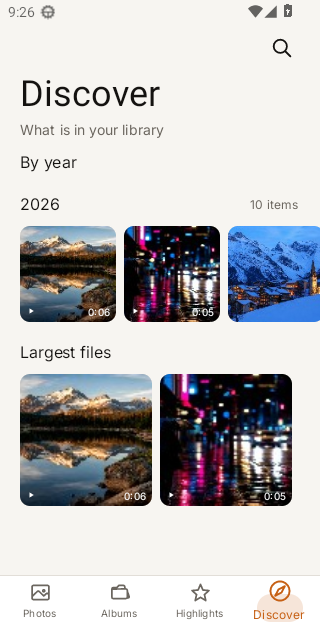 9:26
Discover
What is in your library
By year
2026
10 items
0:06
0:05
Largest files
0:06
0:05
Photos
Albums
Highlights
Discover